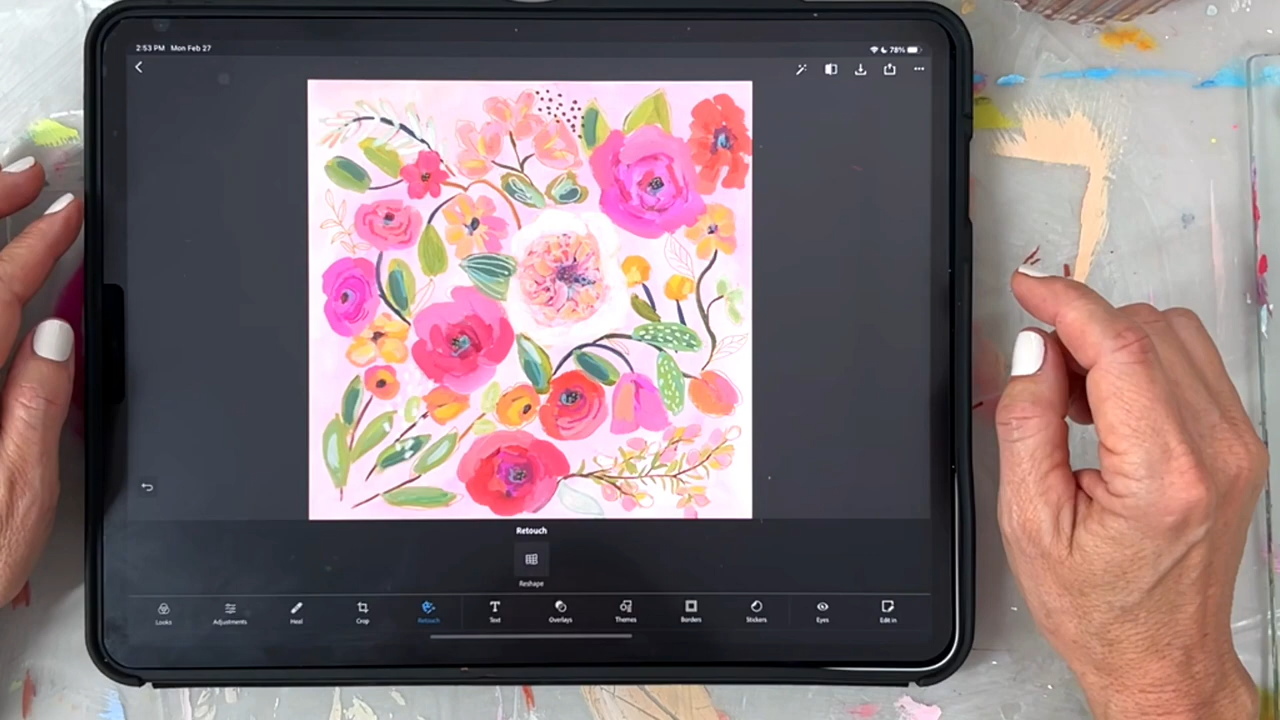 2:53 PM Mon Feb 27
78%
Retouch
Reshape
Looks Adjustments Heal Crop Retouch Text Overlays Themes Borders Stickers Eyes Edit in